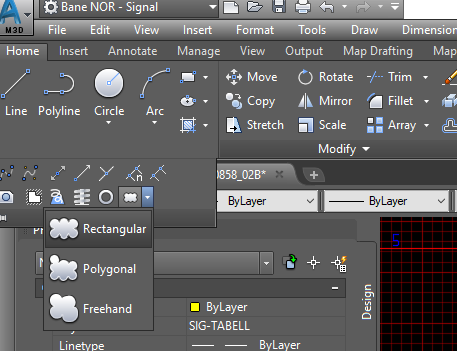 Bane NOR - Signal
M3D
Edit View Insert Format Tools Draw Dimension
Home Insert Annotate Manage View Output Map Drafting Map
Line Polyline Circle Arc
Move Rotate Trim
Copy Mirror Fillet
Stretch Scale Array
Modify
0858_02B*
ByLayer ByLayer
Rectangular
Polygonal
Freehand
5
Design
ByLayer
SIG-TABELL
Linetype ByLayer